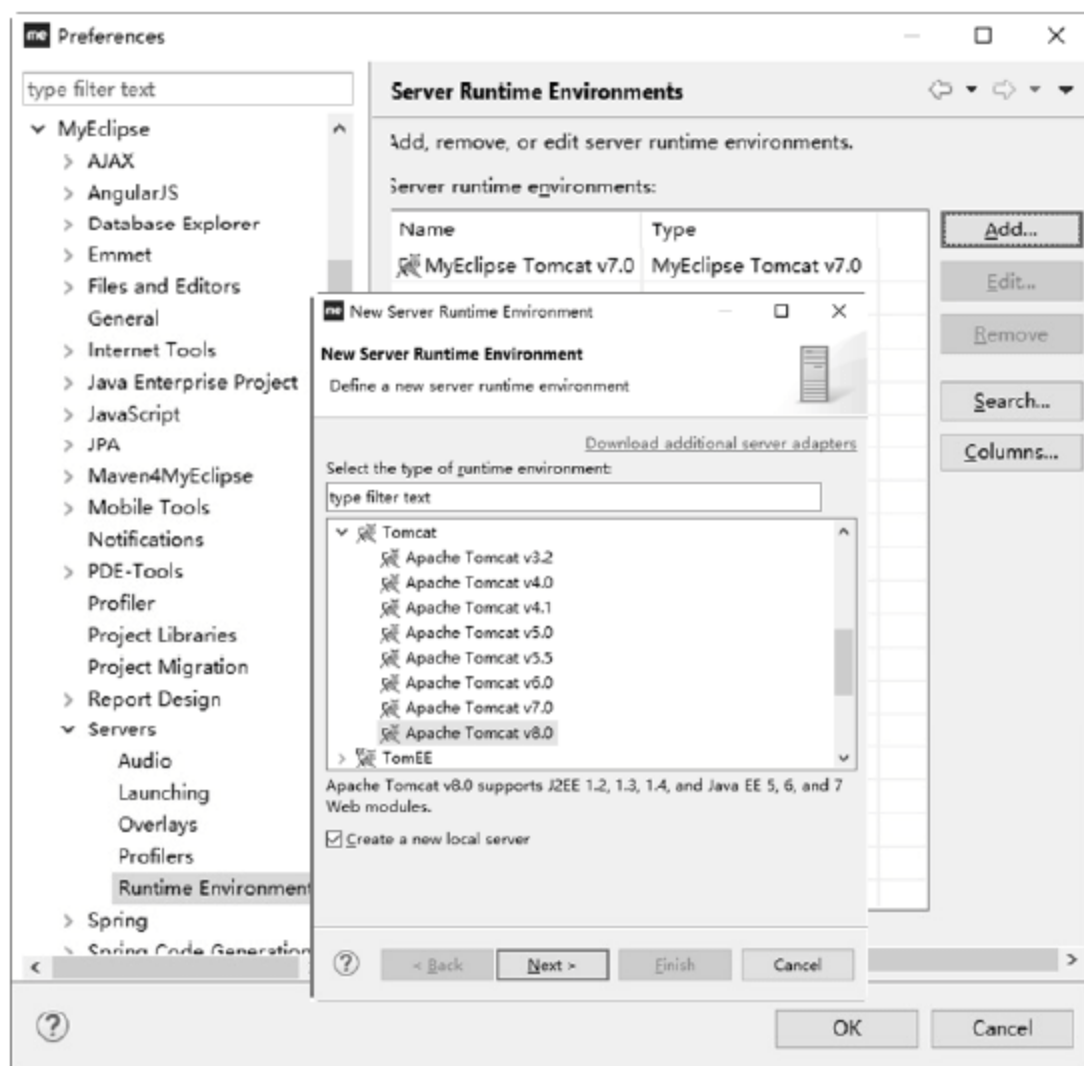 me Preferences
type filter text
MyEclipse
AJAX
AngularJS
Database Explorer
Emmet
Files and Editors
General
Internet Tools
Java Enterprise Project
JavaScript
JPA
Maven4MyEclipse
Mobile Tools
Notifications
PDE-Tools
Profiler
Project Libraries
Project Migration
Report Design
Servers
Audio
Launching
Overlays
Profilers
Runtime Environment
Spring
Spring Code Generation
Server Runtime Environments
Add, remove, or edit server runtime environments.
Server runtime environments:
Name Type
MyEclipse Tomcat v7.0 MyEclipse Tomcat v7.0
Add...
Edit...
Remove
Search...
Columns...
me New Server Runtime Environment
New Server Runtime Environment
Define a new server runtime environment
Download additional server adapters
Select the type of runtime environment:
type filter text
Tomcat
Apache Tomcat v3.2
Apache Tomcat v4.0
Apache Tomcat v4.1
Apache Tomcat v5.0
Apache Tomcat v5.5
Apache Tomcat v6.0
Apache Tomcat v7.0
Apache Tomcat v8.0
TomEE
Apache Tomcat v8.0 supports J2EE 1.2, 1.3, 1.4, and Java EE 5, 6, and 7
Web modules.
Create a new local server
? < Back Next > Finish Cancel
? OK Cancel